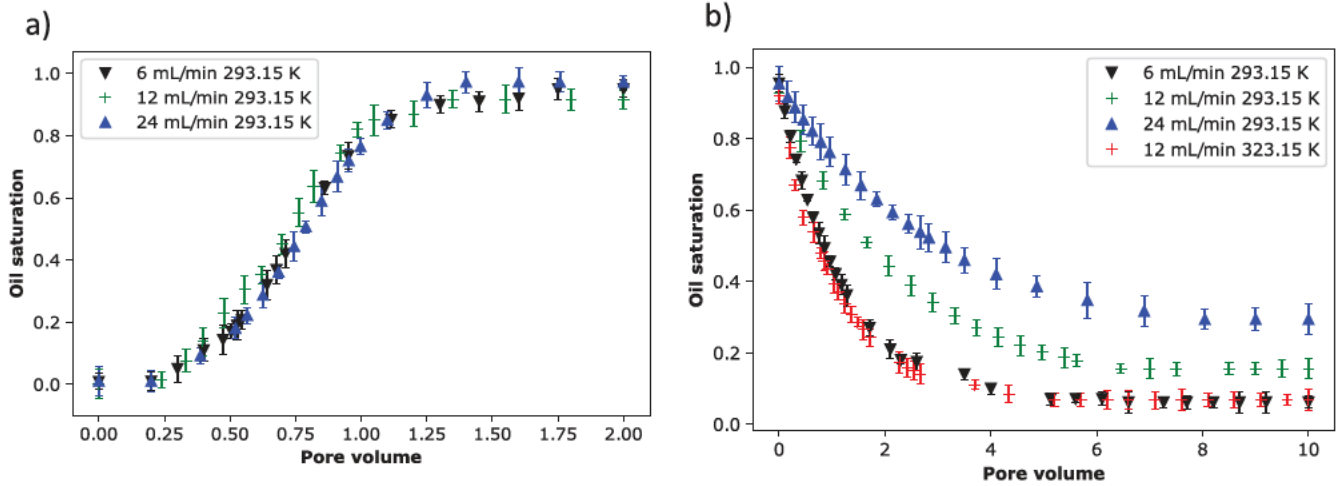 a)
6 mL/min 293.15 K
12 mL/min 293.15 K
24 mL/min 293.15 K
Oil saturation
1.0
0.8
0.6
0.4
0.2
0.0
0.00 0.25 0.50 0.75 1.00 1.25 1.50 1.75 2.00
Pore volume
b)
6 mL/min 293.15 K
12 mL/min 293.15 K
24 mL/min 293.15 K
12 mL/min 323.15 K
Oil saturation
1.0
0.8
0.6
0.4
0.2
0.0
0 2 4 6 8 10
Pore volume